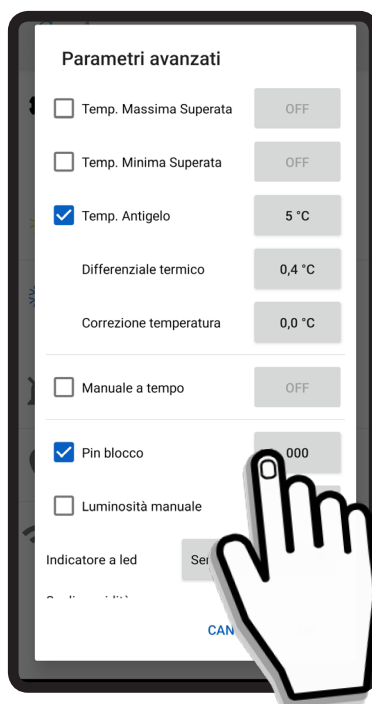 Parametri avanzati
Temp. Massima Superata OFF
Temp. Minima Superata OFF
Temp. Antigelo 5 °C
Differenziale termico 0,4 °C
Correzione temperatura 0,0 °C
Manuale a tempo OFF
Pin blocco 000
Luminosità manuale
Indicatore a led